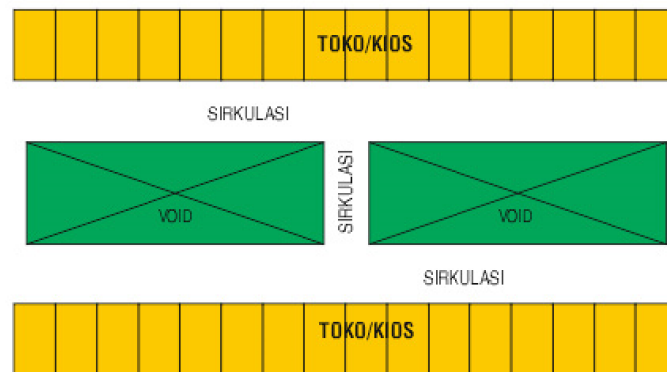 TOKO/KIOS
SIRKULASI
SIRKULASI
VOID
VOID
SIRKULASI
TOKO/KIOS